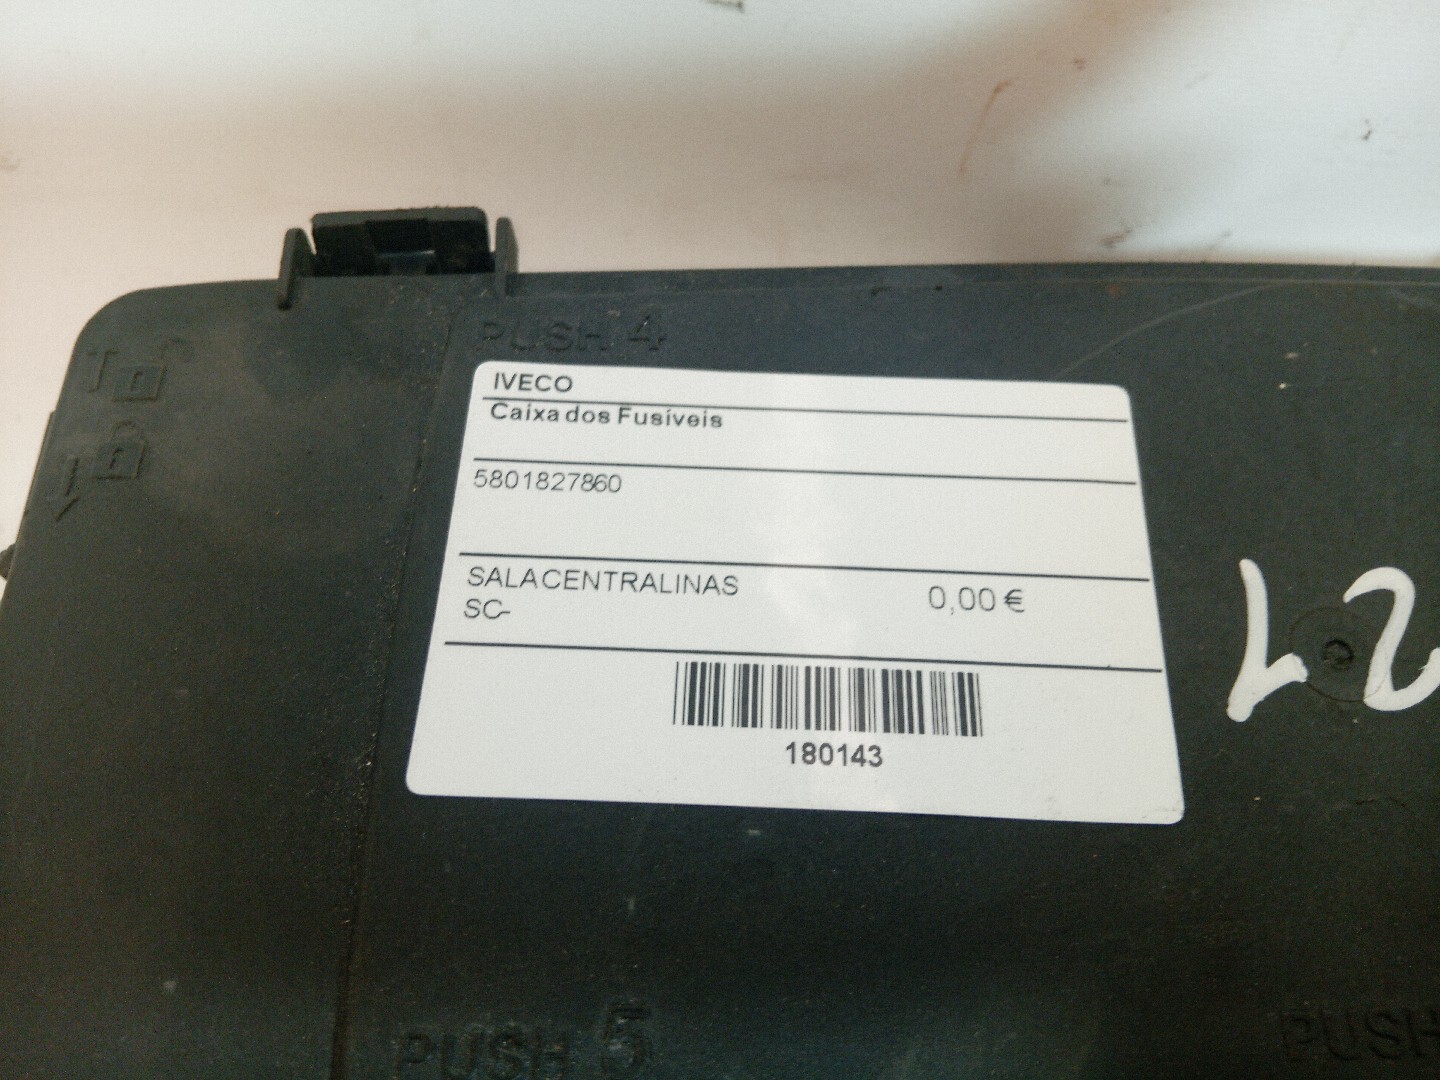 PUSH 4
IVECO
Caixa dos Fusíveis
5801827860
SALACENTRALINAS 0,00 €
SC-
180143
PUSH 5
PUSH